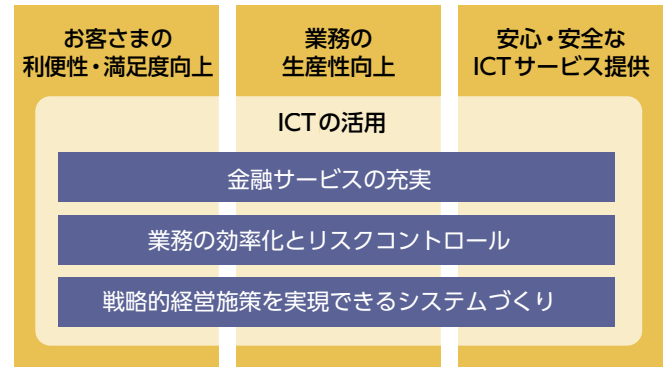 お客さまの
利便性・満足度向上
業務の
生産性向上
安心・安全な
ICTサービス提供
ICTの活用
金融サービスの充実
業務の効率化とリスクコントロール
戦略的経営施策を実現できるシステムづくり